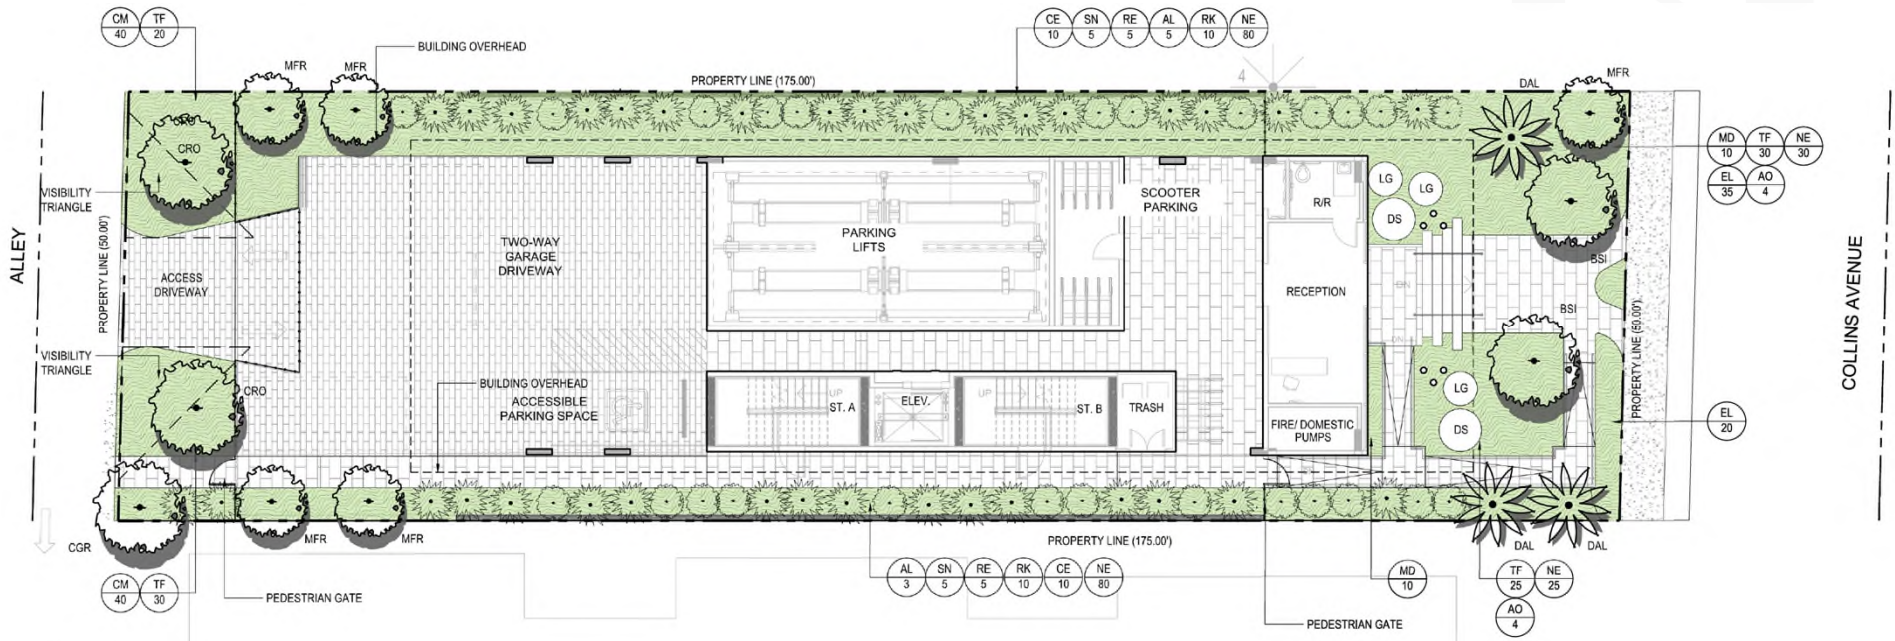 CM 40
TF 20
BUILDING OVERHEAD
CE 10
SN 5
RE 5
AL 5
RK 10
NE 80
MFR
MFR
PROPERTY LINE (175.00')
4
DAL
MFR
CRO
CRO
MD 10
TF 30
NE 30
EL 35
AO 4
VISIBILITY
TRIANGLE
ALLEY
PROPERTY LINE (50.00')
ACCESS
DRIVEWAY
TWO-WAY
GARAGE
DRIVEWAY
PARKING
LIFTS
SCOOTER
PARKING
R/R
LG
LG
DS
RECEPTION
DN
BSI
BSI
COLLINS AVENUE
PROPERTY LINE (50.00')
VISIBILITY
TRIANGLE
CRO
BUILDING OVERHEAD
ACCESSIBLE
PARKING SPACE
UP
ST. A
ELEV.
UP
ST. B
TRASH
FIRE/ DOMESTIC
PUMPS
DN
LG
DS
EL 20
CGR
MFR
MFR
PROPERTY LINE (175.00')
DAL
DAL
CM 40
TF 30
PEDESTRIAN GATE
AL 3
SN 5
RE 5
RK 10
CE 10
NE 80
MD 10
TF 25
NE 25
AO 4
PEDESTRIAN GATE